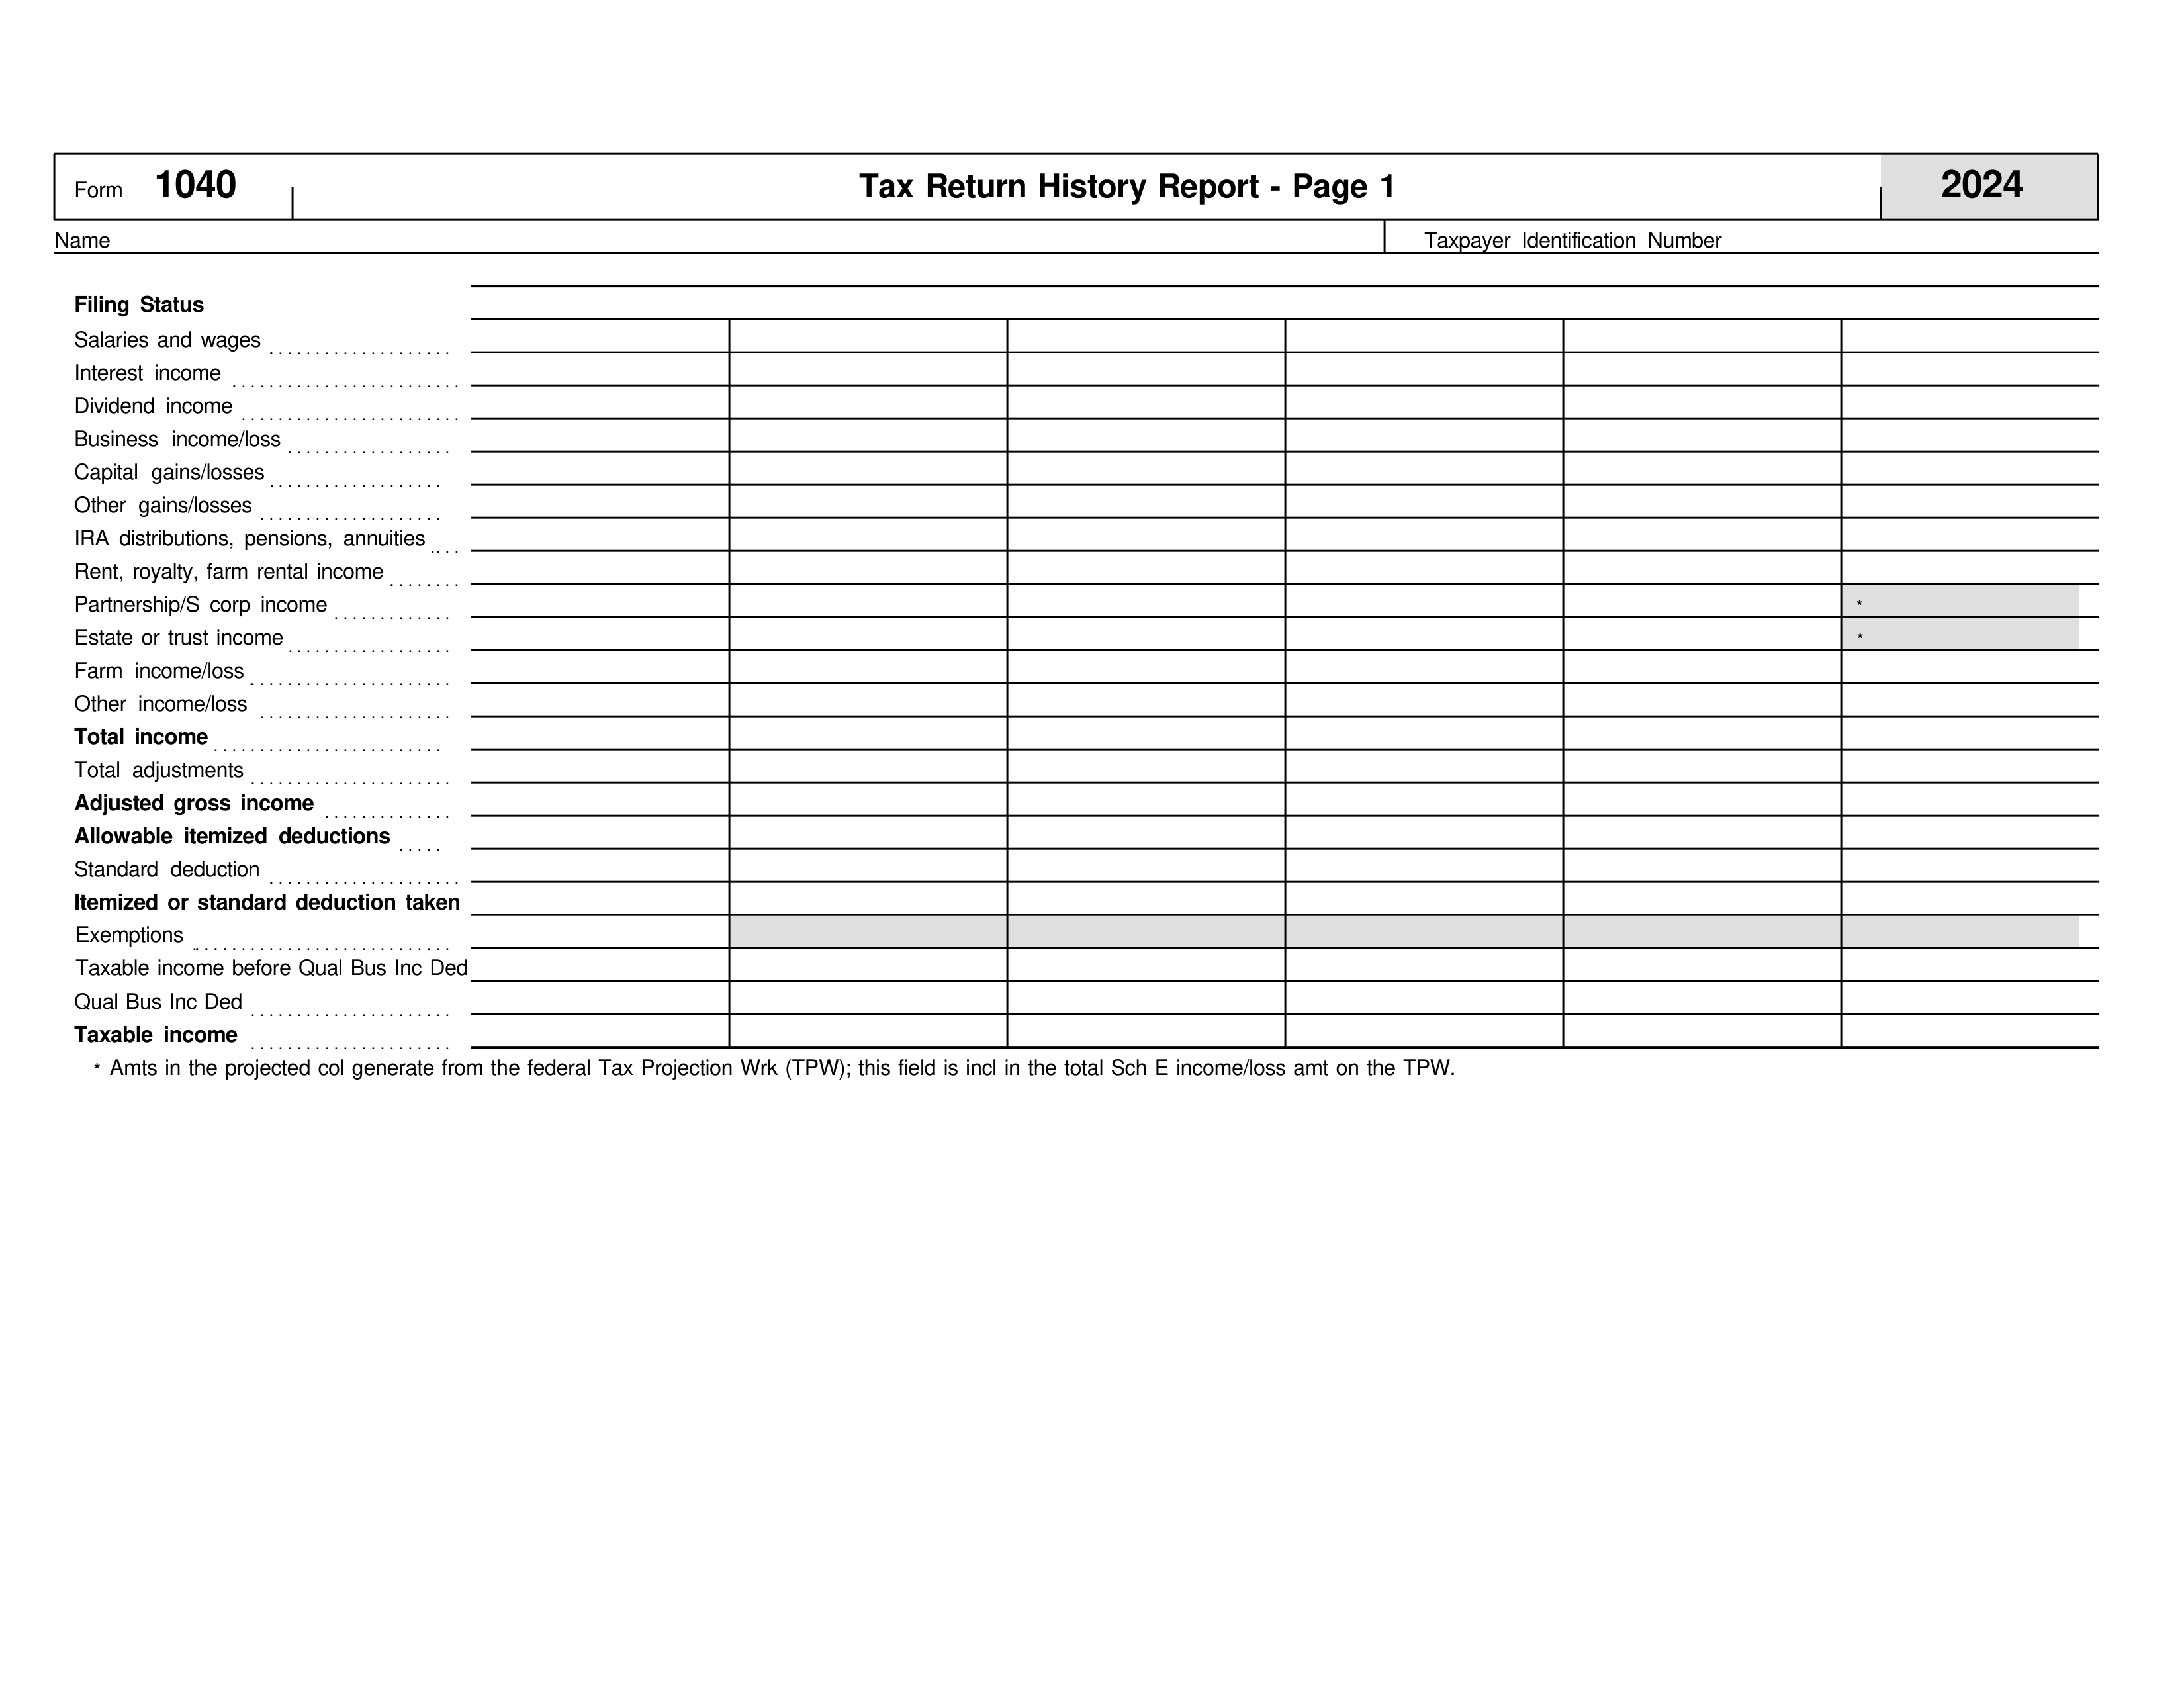 Form 1040 Tax Return History Report - Page 1 2024
Name Taxpayer Identification Number
Filing Status
Salaries and wages
Interest income
Dividend income
Business income/loss
Capital gains/losses
Other gains/losses
IRA distributions, pensions, annuities
Rent, royalty, farm rental income
Partnership/S corp income *
Estate or trust income *
Farm income/loss
Other income/loss
Total income
Total adjustments
Adjusted gross income
Allowable itemized deductions
Standard deduction
Itemized or standard deduction taken
Exemptions
Taxable income before Qual Bus Inc Ded
Qual Bus Inc Ded
Taxable income
* Amts in the projected col generate from the federal Tax Projection Wrk (TPW); this field is incl in the total Sch E income/loss amt on the TPW.